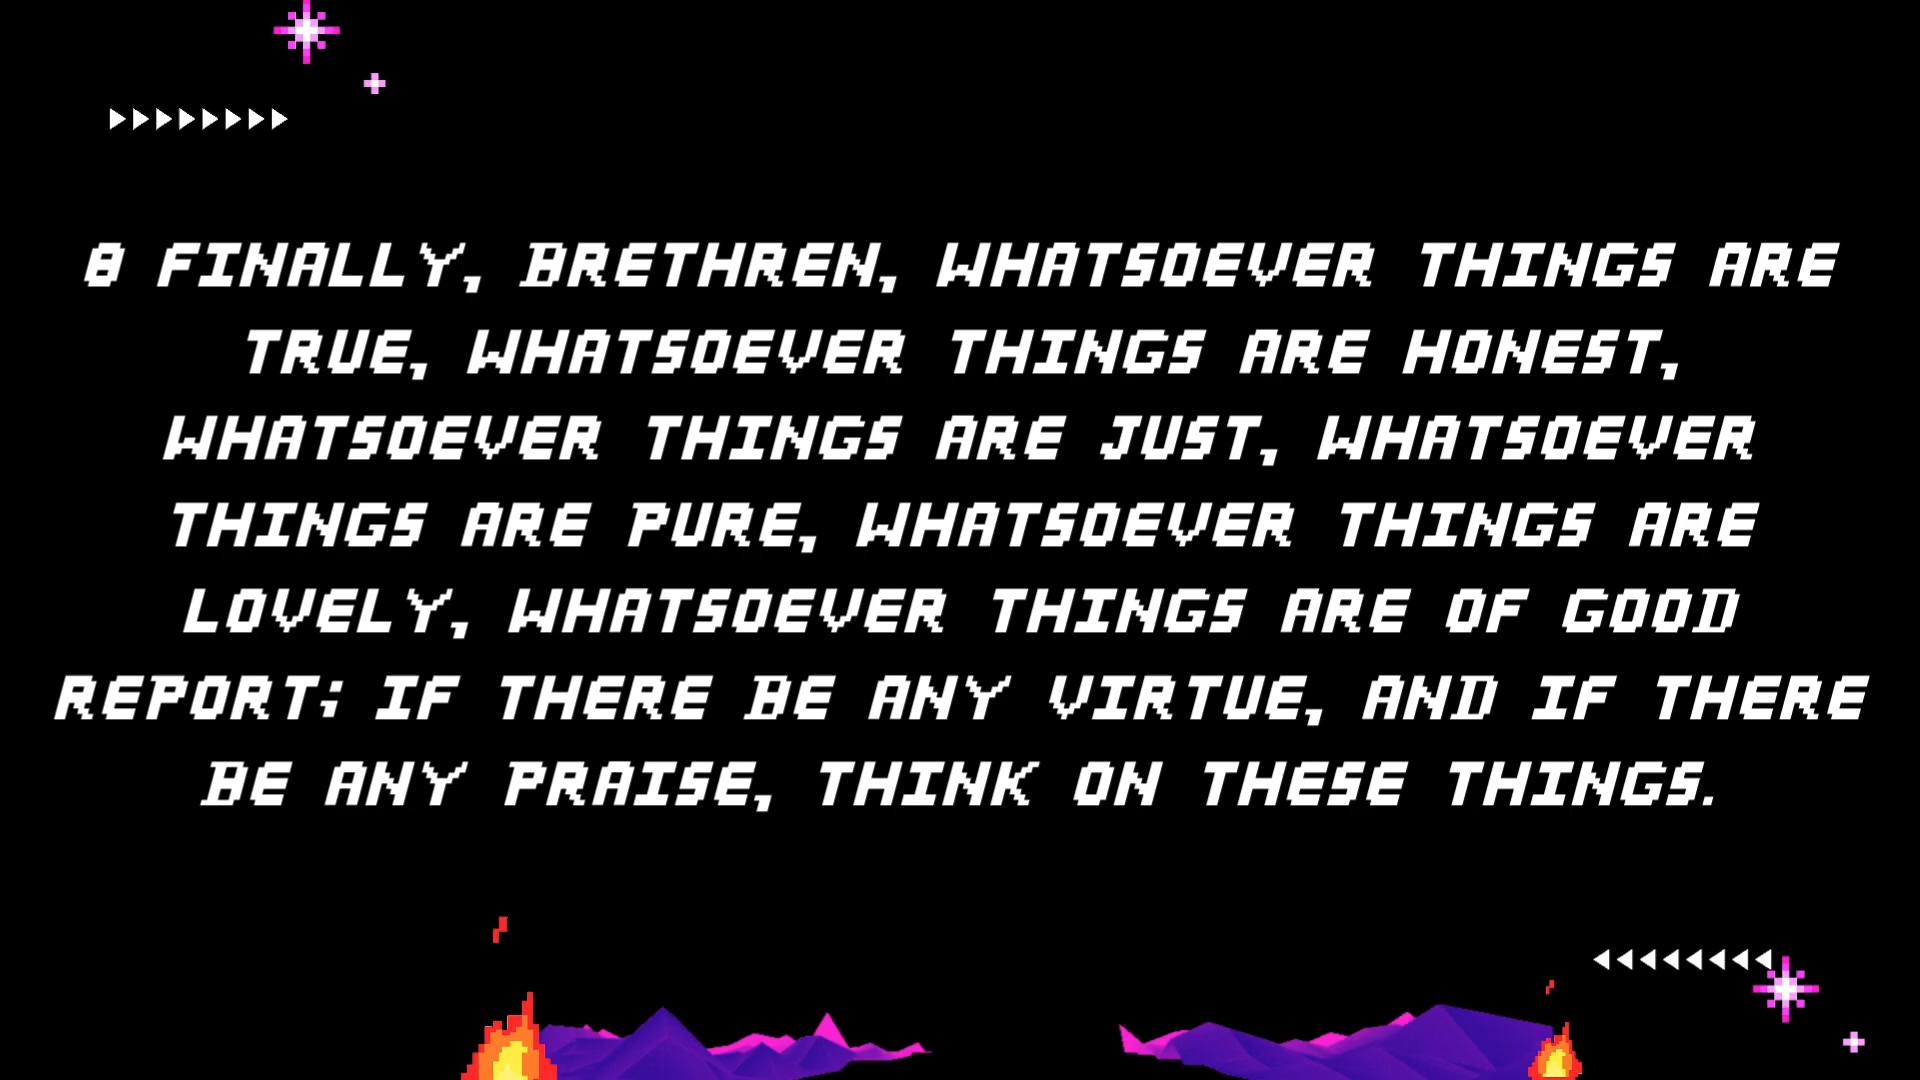 8 FINALLY, BRETHREN, WHATSOEVER THINGS ARE
TRUE, WHATSOEVER THINGS ARE HONEST,
WHATSOEVER THINGS ARE JUST, WHATSOEVER
THINGS ARE PURE, WHATSOEVER THINGS ARE
LOVELY, WHATSOEVER THINGS ARE OF GOOD
REPORT; IF THERE BE ANY VIRTUE, AND IF THERE
BE ANY PRAISE, THINK ON THESE THINGS.